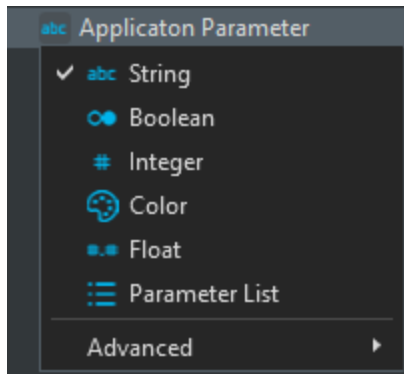 abc Applicaton Parameter
abc String
Boolean
# Integer
Color
#.# Float
Parameter List
Advanced